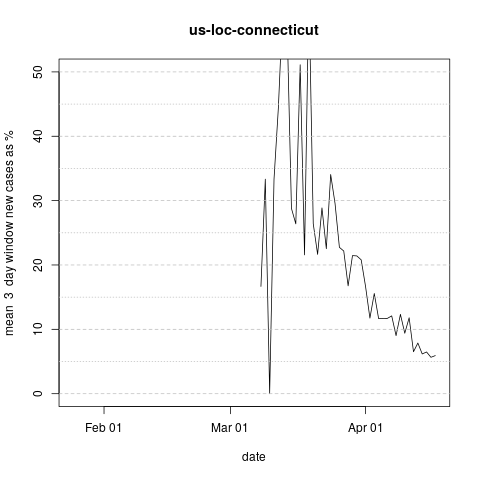 us-loc-connecticut
mean  3  day window new cases as %
50
40
30
20
10
0
Feb 01
Mar 01
Apr 01
date